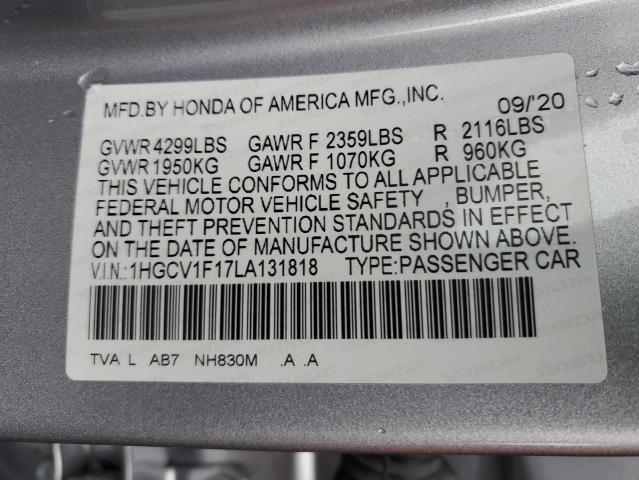 MFD.BY HONDA OF AMERICA MFG.,INC. 09/'20
GVWR 4299LBS GAWR F 2359LBS R 2116LBS
GVWR 1950KG GAWR F 1070KG R 960KG
THIS VEHICLE CONFORMS TO ALL APPLICABLE
FEDERAL MOTOR VEHICLE SAFETY , BUMPER,
AND THEFT PREVENTION STANDARDS IN EFFECT
ON THE DATE OF MANUFACTURE SHOWN ABOVE.
V.I.N.:1HGCV1F17LA131818 TYPE:PASSENGER CAR
TVA L AB7 NH830M .A .A